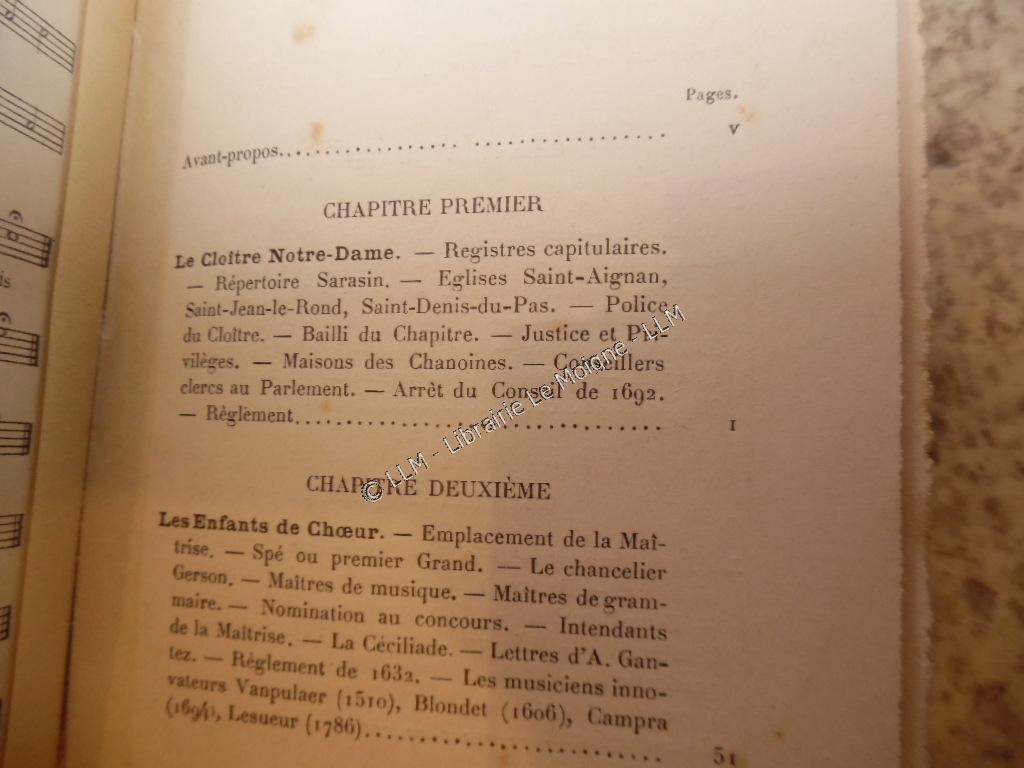 Pages.
Avant-propos.................. .................... v
CHAPITRE PREMIER
Le Cloître Notre-Dame. — Registres capitulaires.
— Répertoire Sarasin. — Eglises Saint-Aignan,
Saint-Jean-le-Rond, Saint-Denis-du-Pas. — Police
du Cloître. — Bailli du Chapitre. — Justice et Pri-
vilèges. — Maisons des Chanoines. — Conseillers
clercs au Parlement. — Arrêt du Conseil de 1692.
— Règlement.................................... 1
CHAPITRE DEUXIÈME
Les Enfants de Chœur. — Emplacement de la Maî-
trise. — Spé ou premier Grand. — Le chancelier
Gerson. — Maîtres de musique. — Maîtres de gram-
maire. — Nomination au concours. — Intendants
de la Maîtrise. — La Céciliade. — Lettres d'A. Gan-
tez. — Règlement de 1632. — Les musiciens inno-
vateurs Vanpulaer (1510), Blondet (1606), Campra
(1694), Lesueur (1786)............................ 51
is
© LLM - Librairie Le Moigne - LLM